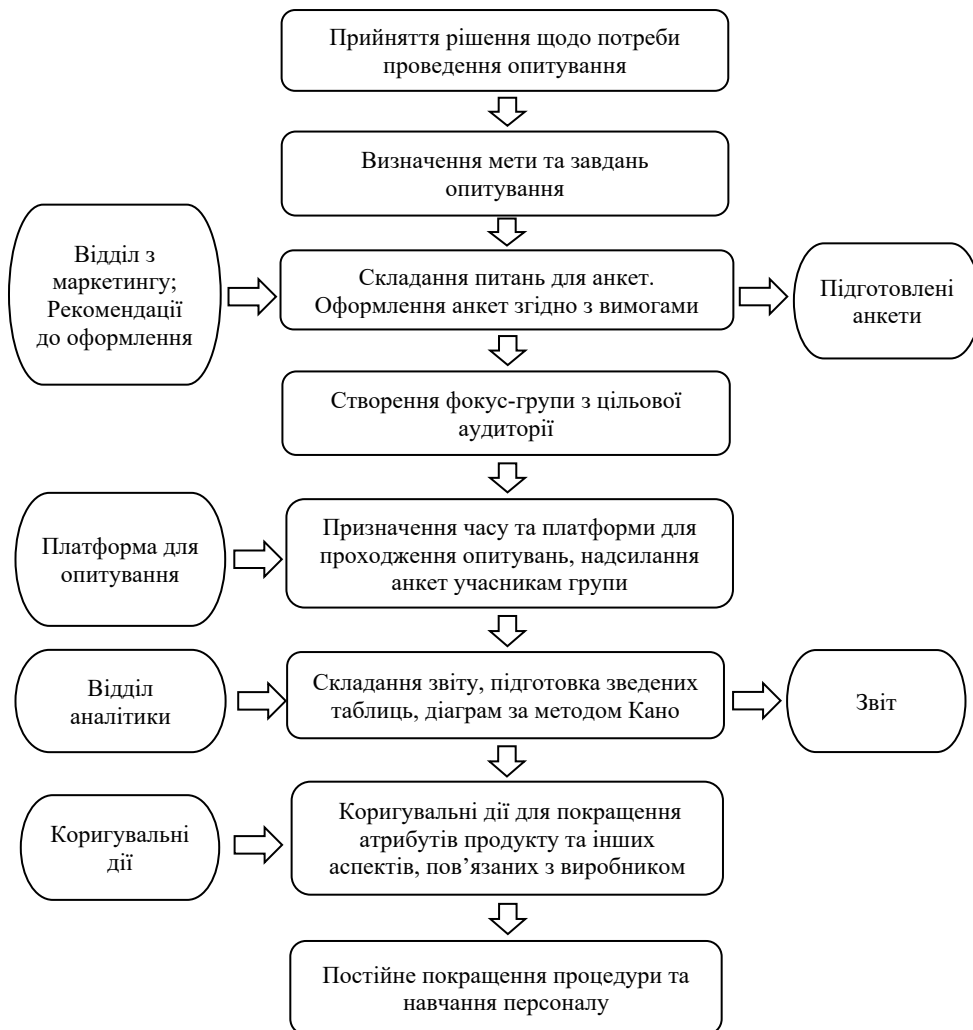 Прийняття рішення щодо потреби
проведення опитування
Визначення мети та завдань
опитування
Відділ з
маркетингу;
Рекомендації
до оформлення
Складання питань для анкет.
Оформлення анкет згідно з вимогами
Підготовлені
анкети
Створення фокус-групи з цільової
аудиторії
Платформа для
опитування
Призначення часу та платформи для
проходження опитувань, надсилання
анкет учасникам групи
Відділ
аналітики
Складання звіту, підготовка зведених
таблиць, діаграм за методом Кано
Звіт
Коригувальні
дії
Коригувальні дії для покращення
атрибутів продукту та інших
аспектів, пов’язаних з виробником
Постійне покращення процедури та
навчання персоналу